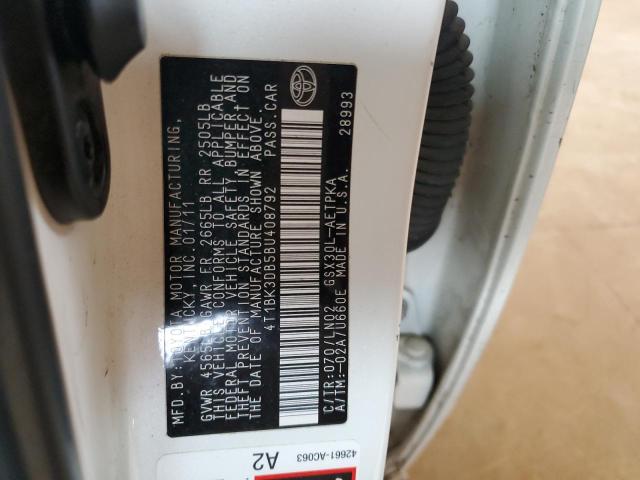 MFD.BY:TOYOTA MOTOR MANUFACTURING,
KENTUCKY, INC.01/11
GVWR 4565LB GAWR FR 2665LB RR 2505LB
THIS VEHICLE CONFORMS TO ALL APPLICABLE
FEDERAL MOTOR VEHICLE SAFETY, BUMPER, AND
THEFT PREVENTION STANDARDS IN EFFECT ON
THE DATE OF MANUFACTURE SHOWN ABOVE.
4T1BK3DB5BU408792 PASS.CAR
C/TR:070/LN02 GSX30L-AETPKA
A/TM:-02A/U660E MADE IN U.S.A.
28993
42661-AC063
A2